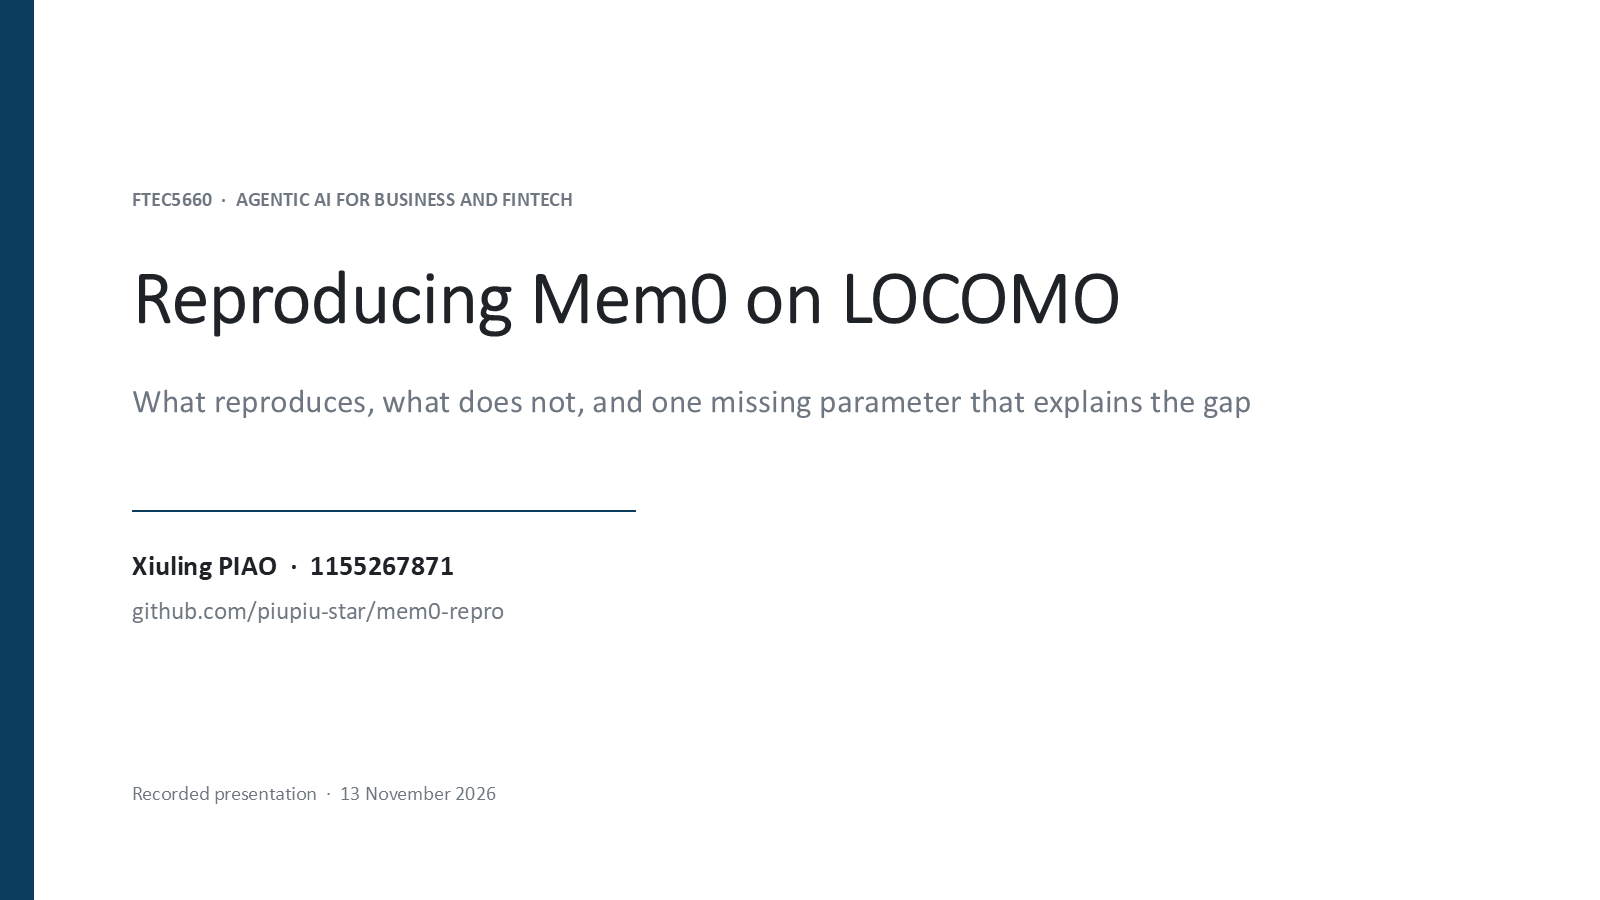 FTEC5660 · AGENTIC AI FOR BUSINESS AND FINTECH
Reproducing Mem0 on LOCOMO
What reproduces, what does not, and one missing parameter that explains the gap
Xiuling PIAO · 1155267871
github.com/piupiu-star/mem0-repro
Recorded presentation · 13 November 2026